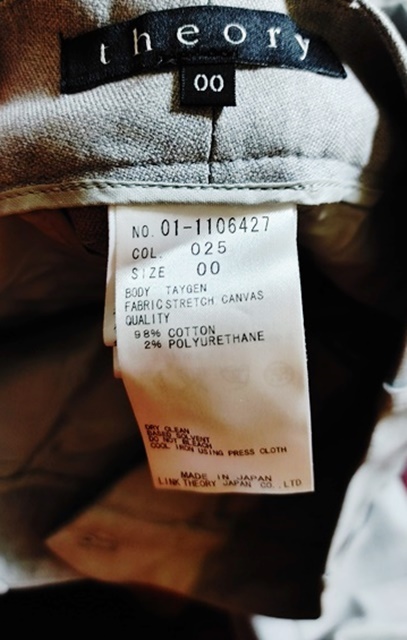 theory
00
NO. 01-1106427
COL. 025
SIZE 00
BODY TAYGEN
FABRIC STRETCH CANVAS
QUALITY
98% COTTON
2% POLYURETHANE
DRY CLEAN
BASED SOLVENT
DO NOT BLEACH
COOL IRON USING PRESS CLOTH
MADE IN JAPAN
LINK THEORY JAPAN CO.,LTD